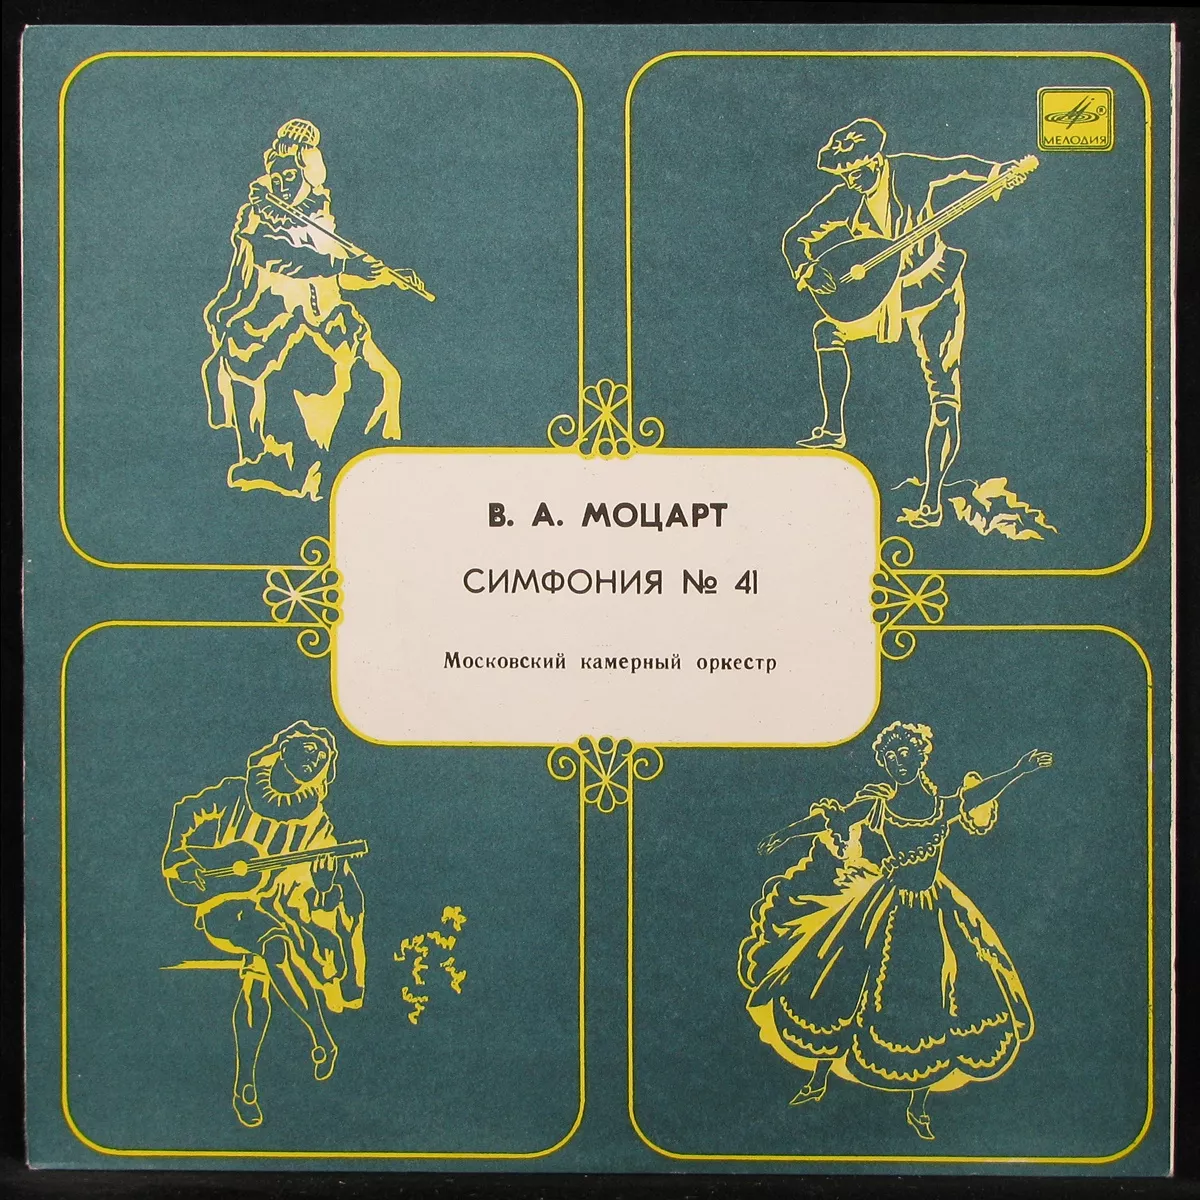 МЕЛОДИЯ
В. А. МОЦАРТ
СИМФОНИЯ № 41
Московский камерный оркестр